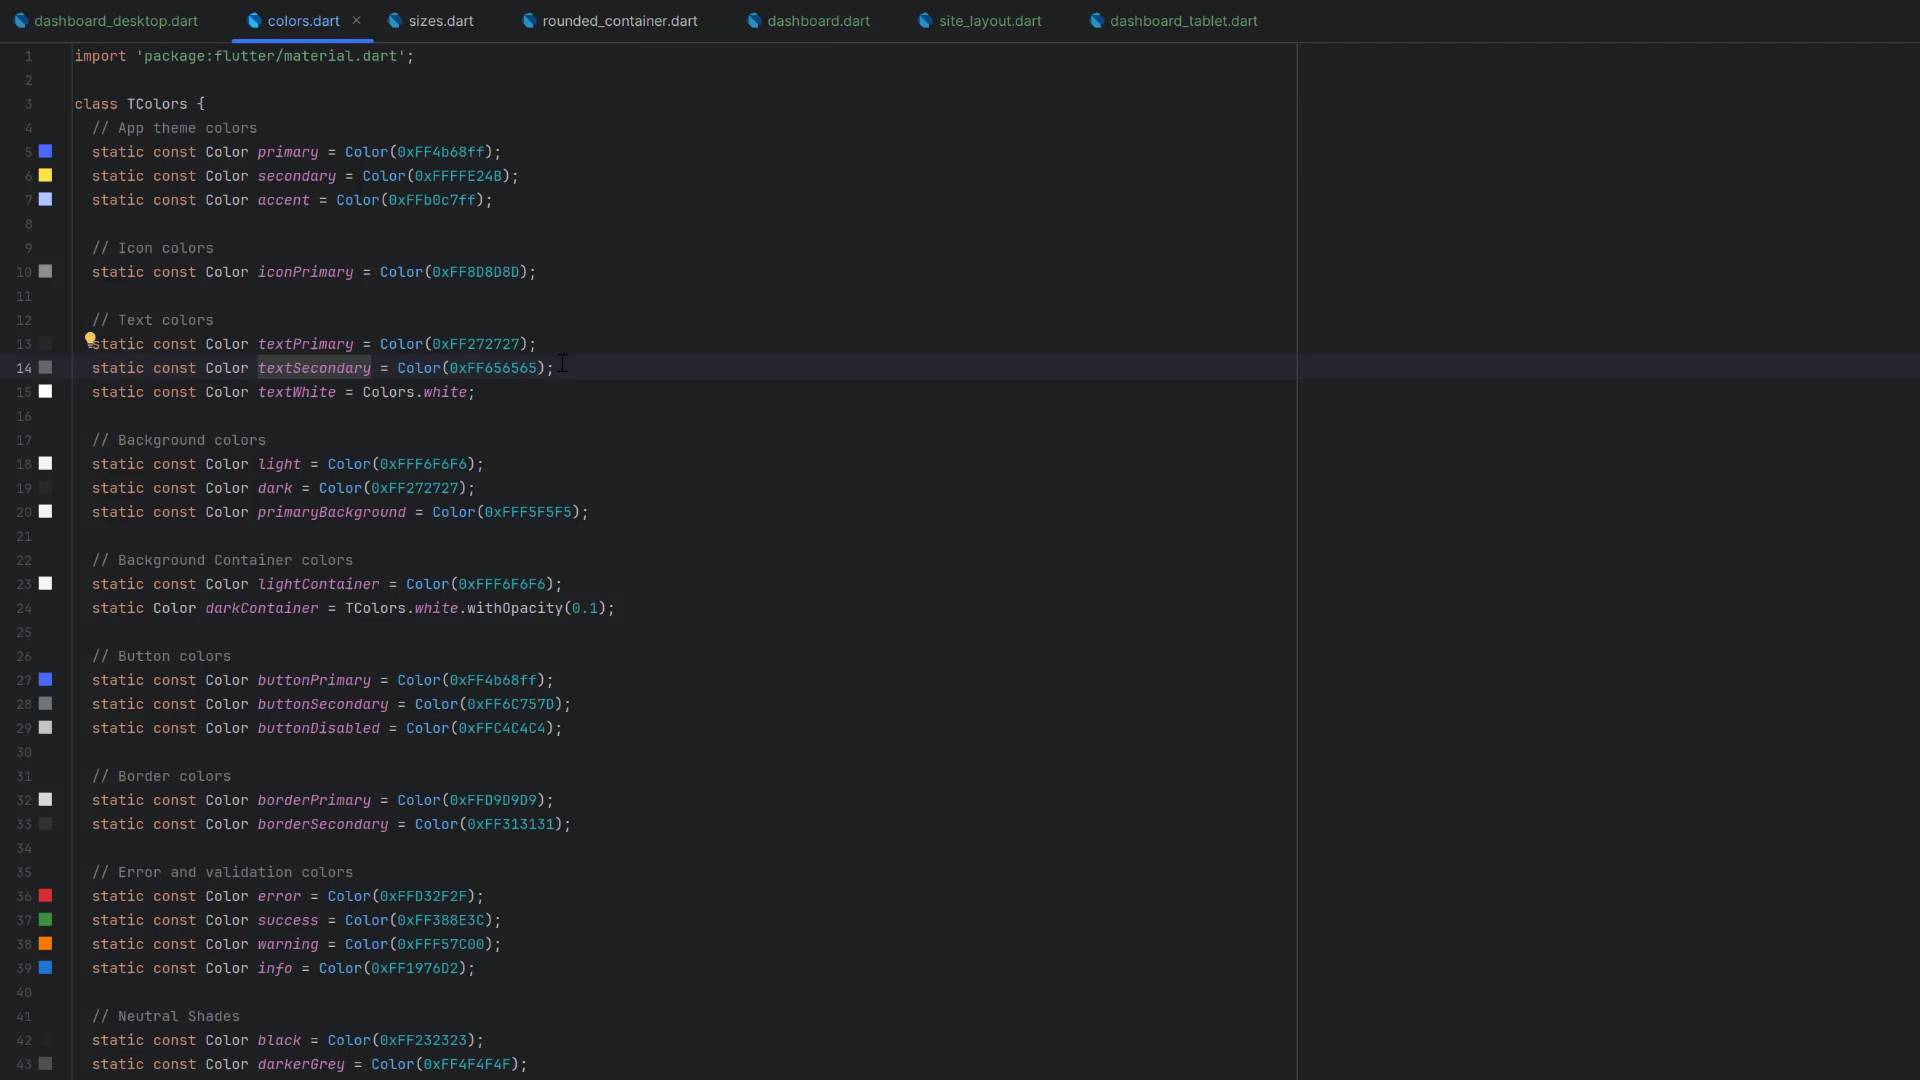 dashboard_desktop.dart colors.dart sizes.dart rounded_container.dart dashboard.dart site_layout.dart dashboard_tablet.dart
1 import 'package:flutter/material.dart';
2
3 class TColors {
4 // App theme colors
5 static const Color primary = Color(0xFF4b68ff);
6 static const Color secondary = Color(0xFFFFE24B);
7 static const Color accent = Color(0xFFb0c7ff);
8
9 // Icon colors
10 static const Color iconPrimary = Color(0xFF8D8D8D);
11
12 // Text colors
13 static const Color textPrimary = Color(0xFF272727);
14 static const Color textSecondary = Color(0xFF656565);
15 static const Color textWhite = Colors.white;
16
17 // Background colors
18 static const Color light = Color(0xFFF6F6F6);
19 static const Color dark = Color(0xFF272727);
20 static const Color primaryBackground = Color(0xFFF5F5F5);
21
22 // Background Container colors
23 static const Color lightContainer = Color(0xFFF6F6F6);
24 static Color darkContainer = TColors.white.withOpacity(0.1);
25
26 // Button colors
27 static const Color buttonPrimary = Color(0xFF4b68ff);
28 static const Color buttonSecondary = Color(0xFF6C757D);
29 static const Color buttonDisabled = Color(0xFFC4C4C4);
30
31 // Border colors
32 static const Color borderPrimary = Color(0xFFD9D9D9);
33 static const Color borderSecondary = Color(0xFF313131);
34
35 // Error and validation colors
36 static const Color error = Color(0xFFD32F2F);
37 static const Color success = Color(0xFF388E3C);
38 static const Color warning = Color(0xFFF57C00);
39 static const Color info = Color(0xFF1976D2);
40
41 // Neutral Shades
42 static const Color black = Color(0xFF232323);
43 static const Color darkerGrey = Color(0xFF4F4F4F);